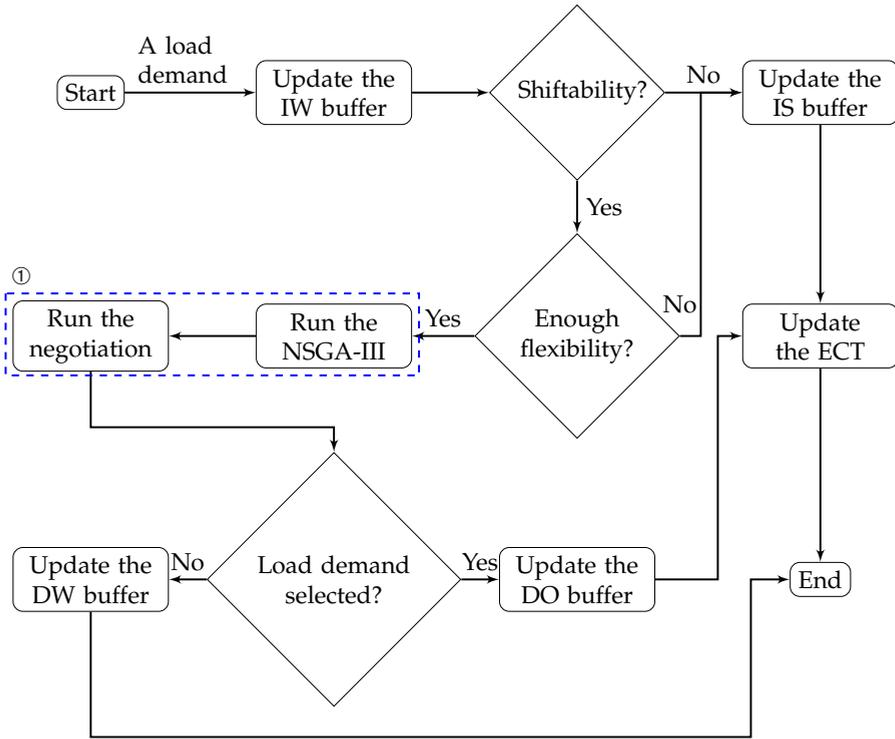 A load
demand
Start
Update the
IW buffer
Shiftability?
No
Update the
IS buffer
Yes
①
Run the
negotiation
Run the
NSGA-III
Yes
Enough
flexibility?
No
Update
the ECT
Update the
DW buffer
No
Load demand
selected?
Yes
Update the
DO buffer
End